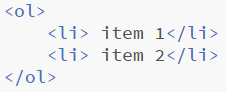 <ol>
    <li> item 1</li>
    <li> item 2</li>
</ol>